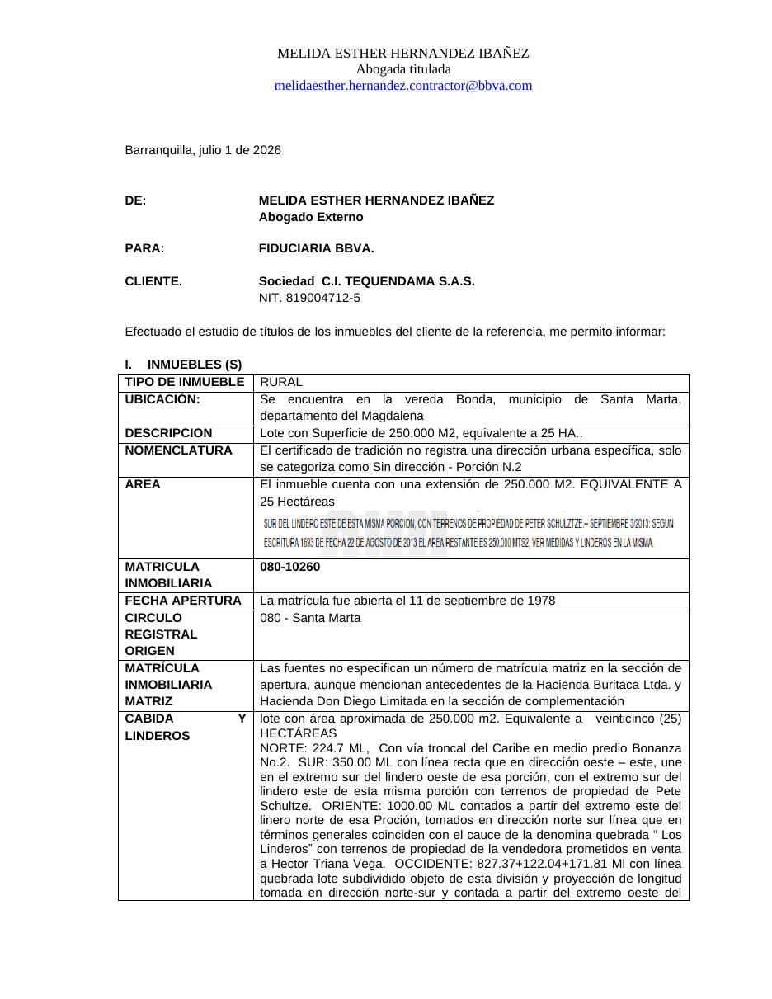 MELIDA ESTHER HERNANDEZ IBAÑEZ
Abogada titulada
melidaesther.hernandez.contractor@bbva.com
Barranquilla, julio 1 de 2026
DE: MELIDA ESTHER HERNANDEZ IBAÑEZ
Abogado Externo
PARA: FIDUCIARIA BBVA.
CLIENTE. Sociedad C.I. TEQUENDAMA S.A.S.
NIT. 819004712-5
Efectuado el estudio de títulos de los inmuebles del cliente de la referencia, me permito informar:
I. INMUEBLES (S)
TIPO DE INMUEBLE RURAL
UBICACIÓN: Se encuentra en la vereda Bonda, municipio de Santa Marta,
departamento del Magdalena
DESCRIPCION Lote con Superficie de 250.000 M2, equivalente a 25 HA..
NOMENCLATURA El certificado de tradición no registra una dirección urbana específica, solo
se categoriza como Sin dirección - Porción N.2
AREA El inmueble cuenta con una extensión de 250.000 M2. EQUIVALENTE A
25 Hectáreas
SUR DEL LINDERO ESTE DE ESTA MISMA PORCION, CON TERRENOS DE PROPIEDAD DE PETER SCHULZTZE.-- SEPTIEMBRE 3/2013: SEGUN
ESCRITURA 1693 DE FECHA 22 DE AGOSTO DE 2013 EL AREA RESTANTE ES 250.000 MTS2, VER MEDIDAS Y LINDEROS EN LA MISMA.
MATRICULA 080-10260
INMOBILIARIA
FECHA APERTURA La matrícula fue abierta el 11 de septiembre de 1978
CIRCULO 080 - Santa Marta
REGISTRAL
ORIGEN
MATRÍCULA Las fuentes no especifican un número de matrícula matriz en la sección de
INMOBILIARIA apertura, aunque mencionan antecedentes de la Hacienda Buritaca Ltda. y
MATRIZ Hacienda Don Diego Limitada en la sección de complementación
CABIDA Y lote con área aproximada de 250.000 m2. Equivalente a veinticinco (25)
LINDEROS HECTÁREAS
NORTE: 224.7 ML, Con vía troncal del Caribe en medio predio Bonanza
No.2. SUR: 350.00 ML con línea recta que en dirección oeste – este, une
en el extremo sur del lindero oeste de esa porción, con el extremo sur del
lindero este de esta misma porción con terrenos de propiedad de Pete
Schultze. ORIENTE: 1000.00 ML contados a partir del extremo este del
linero norte de esa Proción, tomados en dirección norte sur línea que en
términos generales coinciden con el cauce de la denomina quebrada “ Los
Linderos” con terrenos de propiedad de la vendedora prometidos en venta
a Hector Triana Vega. OCCIDENTE: 827.37+122.04+171.81 Ml con línea
quebrada lote subdividido objeto de esta división y proyección de longitud
tomada en dirección norte-sur y contada a partir del extremo oeste del